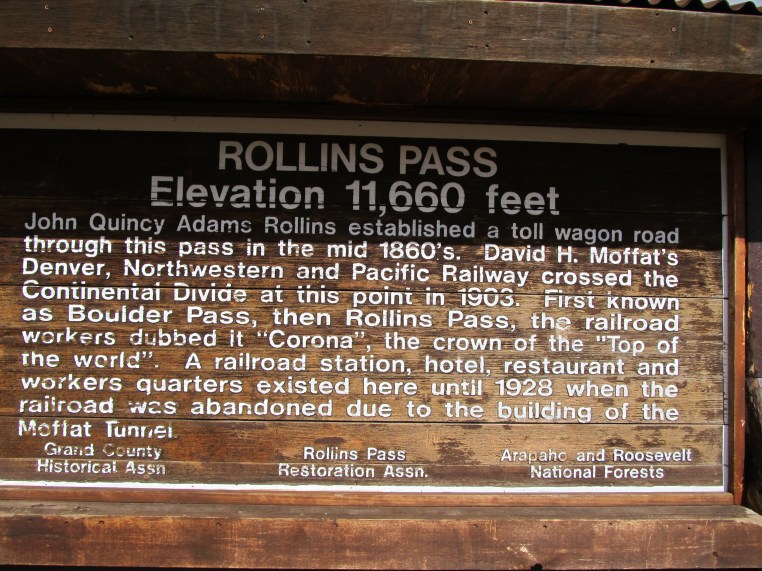 ROLLINS PASS
Elevation 11,660 feet
John Quincy Adams Rollins established a toll wagon road
through this pass in the mid 1860's. David H. Moffat's
Denver, Northwestern and Pacific Railway crossed the
Continental Divide at this point in 1903. First known
as Boulder Pass, then Rollins Pass, the railroad
workers dubbed it "Corona", the crown of the "Top of
the world". A railroad station, hotel, restaurant and
workers quarters existed here until 1928 when the
railroad was abandoned due to the building of the
Moffat Tunnel.
Grand County Rollins Pass Arapaho and Roosevelt
Historical Assn Restoration Assn. National Forests